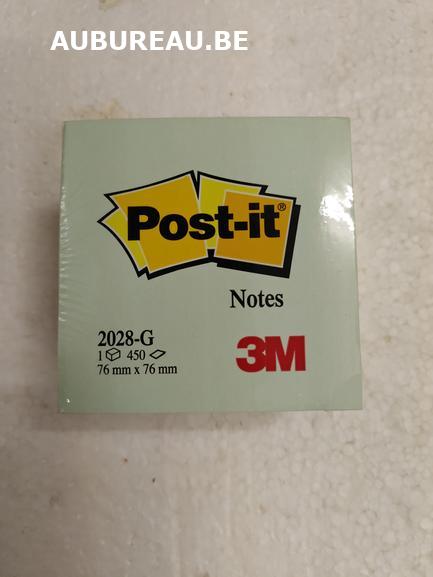 AUBUREAU.BE
Post-it®
Notes
2028-G
3M
1 450
76 mm x 76 mm